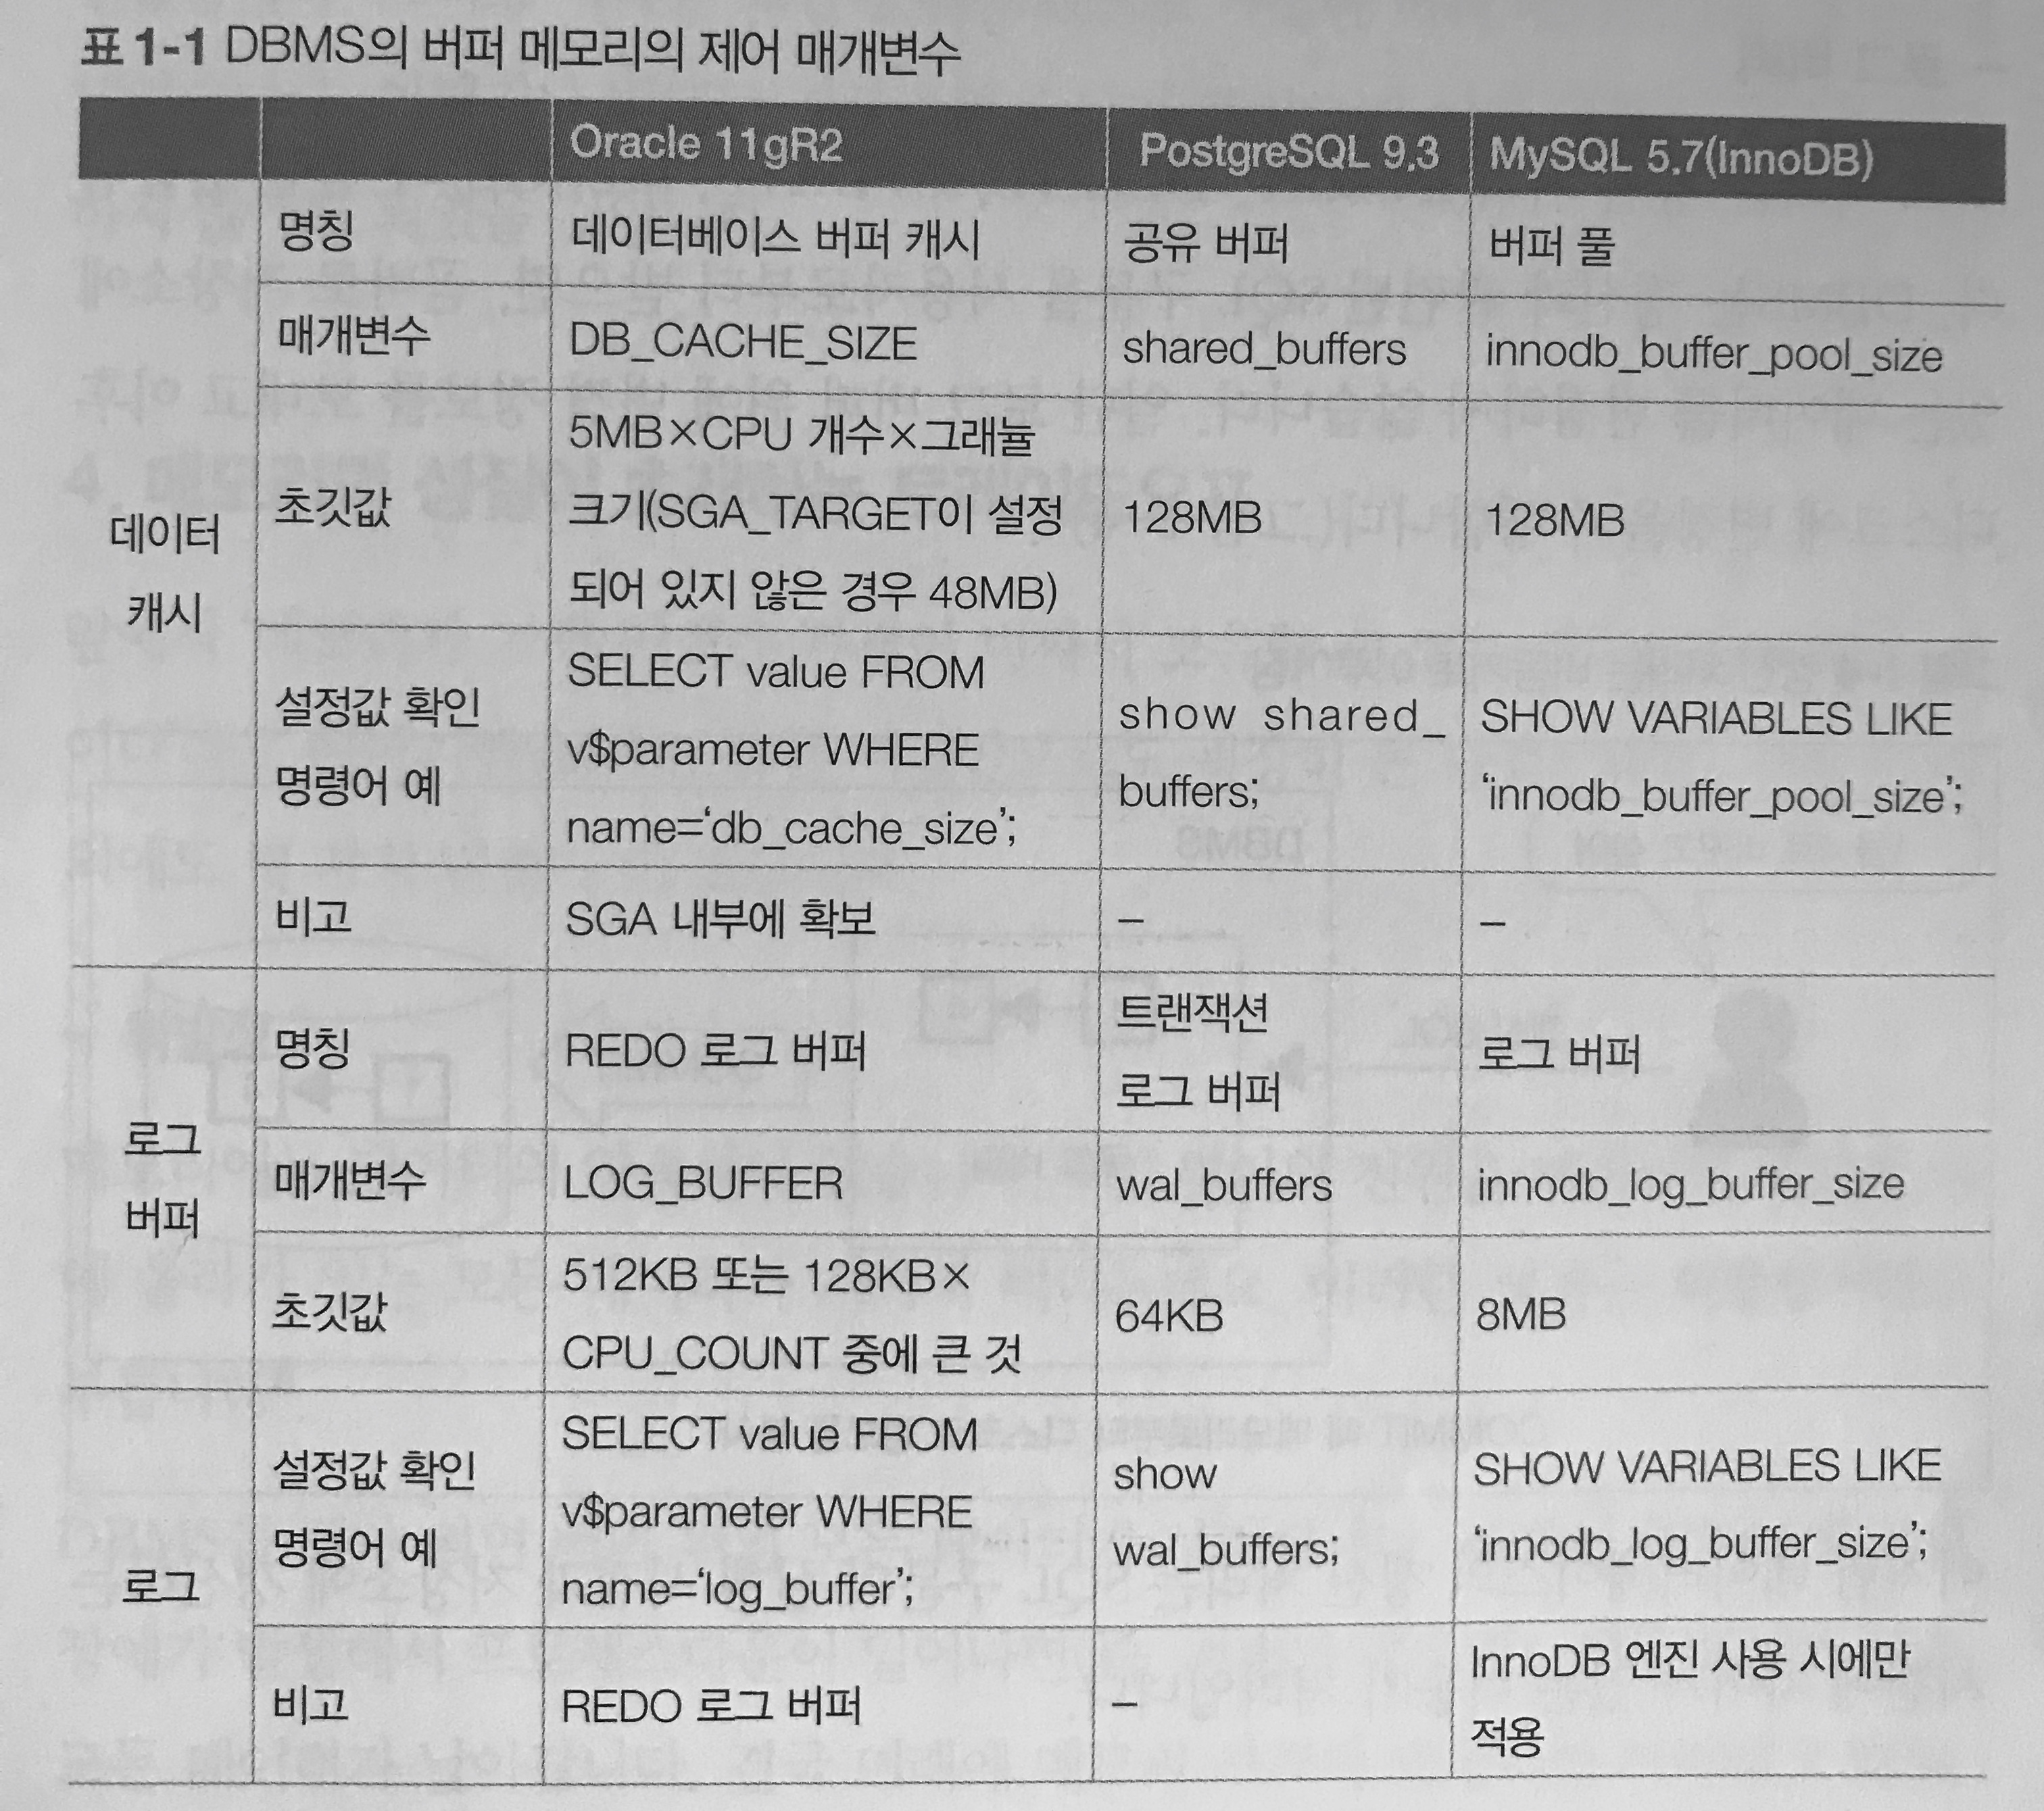 표 1-1 DBMS의 버퍼 메모리의 제어 매개변수
Oracle 11gR2 PostgreSQL 9.3 MySQL 5.7(InnoDB)
데이터
캐시
명칭 데이터베이스 버퍼 캐시 공유 버퍼 버퍼 풀
매개변수 DB_CACHE_SIZE shared_buffers innodb_buffer_pool_size
초깃값
5MB×CPU 개수×그래뉼
크기(SGA_TARGET이 설정
되어 있지 않은 경우 48MB)
128MB
128MB
설정값 확인
명령어 예
SELECT value FROM
v$parameter WHERE
name=‘db_cache_size’;
show shared_
buffers;
SHOW VARIABLES LIKE
‘innodb_buffer_pool_size’;
비고 SGA 내부에 확보 – –
로그
버퍼
명칭
REDO 로그 버퍼
트랜잭션
로그 버퍼
로그 버퍼
매개변수 LOG_BUFFER wal_buffers innodb_log_buffer_size
초깃값
512KB 또는 128KB×
CPU_COUNT 중에 큰 것
64KB
8MB
로그
설정값 확인
명령어 예
SELECT value FROM
v$parameter WHERE
name=‘log_buffer’;
show
wal_buffers;
SHOW VARIABLES LIKE
‘innodb_log_buffer_size’;
비고
REDO 로그 버퍼
–
InnoDB 엔진 사용 시에만
적용